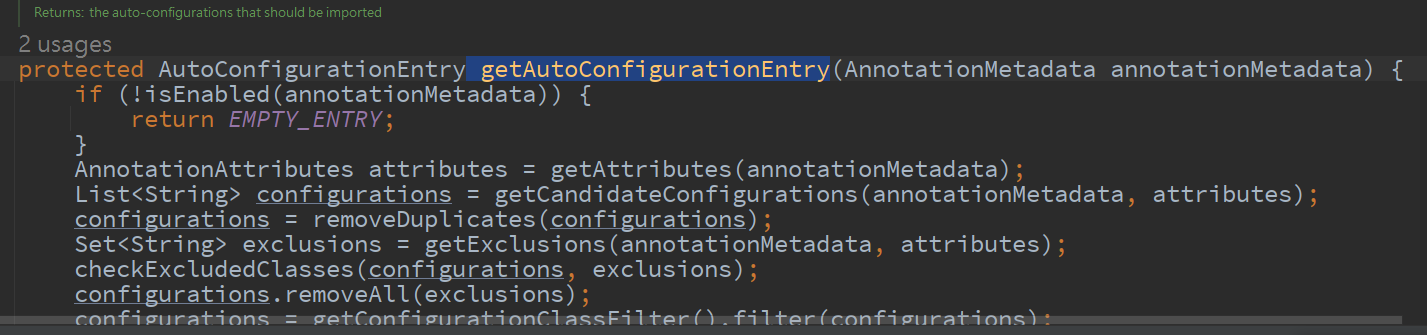 Returns: the auto-configurations that should be imported
2 usages
protected AutoConfigurationEntry getAutoConfigurationEntry(AnnotationMetadata annotationMetadata) {
if (!isEnabled(annotationMetadata)) {
return EMPTY_ENTRY;
}
AnnotationAttributes attributes = getAttributes(annotationMetadata);
List<String> configurations = getCandidateConfigurations(annotationMetadata, attributes);
configurations = removeDuplicates(configurations);
Set<String> exclusions = getExclusions(annotationMetadata, attributes);
checkExcludedClasses(configurations, exclusions);
configurations.removeAll(exclusions);
configurations = getConfigurationClassFilter().filter(configurations);